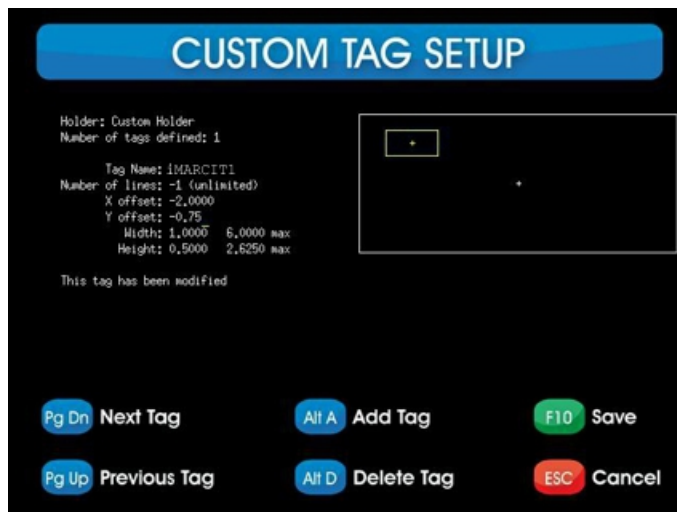 CUSTOM TAG SETUP
Holder: Custom Holder
Number of tags defined: 1
Tag Name: iMARCIT1
Number of lines: -1 (unlimited)
X offset: -2.0000
Y offset: -0.75_
Width: 1.0000 6.0000 max
Height: 0.5000 2.6250 max
This tag has been modified
Pg Dn Next Tag
Alt A Add Tag
F10 Save
Pg Up Previous Tag
Alt D Delete Tag
ESC Cancel